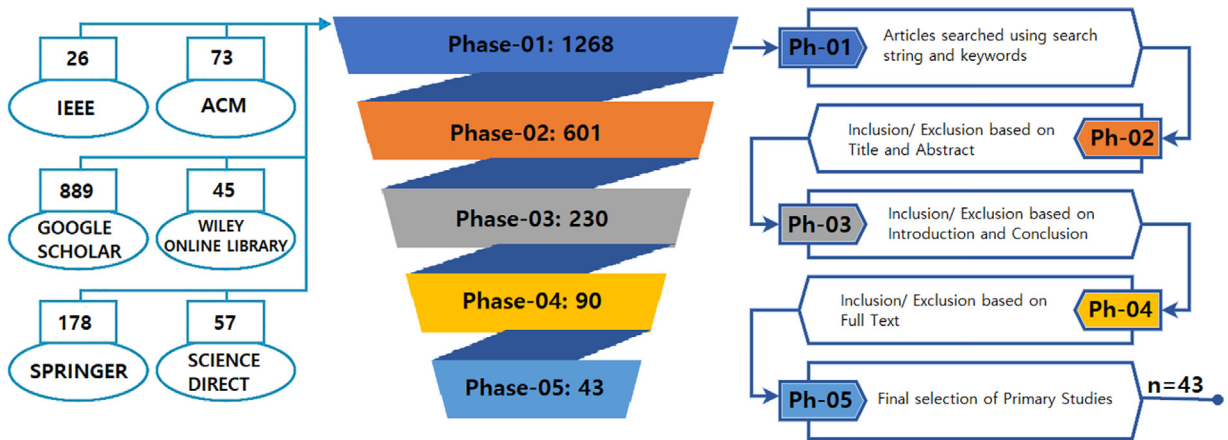 26
IEEE
73
ACM
889
GOOGLE
SCHOLAR
45
WILEY
ONLINE LIBRARY
178
SPRINGER
57
SCIENCE
DIRECT
Phase-01: 1268
Phase-02: 601
Phase-03: 230
Phase-04: 90
Phase-05: 43
Ph-01
Articles searched using search
string and keywords
Inclusion/ Exclusion based on
Title and Abstract
Ph-02
Ph-03
Inclusion/ Exclusion based on
Introduction and Conclusion
Inclusion/ Exclusion based on
Full Text
Ph-04
Ph-05
Final selection of Primary Studies
n=43